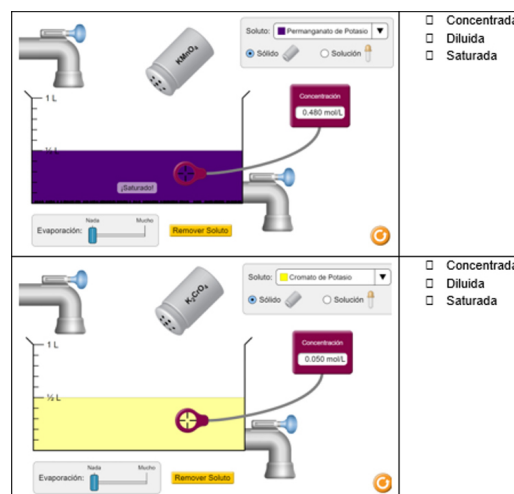 Soluto: Permanganato de Potasio
Sólido Solución
KMnO₄
Concentración
0.480 mol/L
1 L
½ L
¡Saturado!
Evaporación: Nada Mucho
Remover Soluto
Concentrada
Diluida
Saturada
Soluto: Cromato de Potasio
Sólido Solución
K₂CrO₄
Concentración
0.050 mol/L
1 L
½ L
Evaporación: Nada Mucho
Remover Soluto
Concentrada
Diluida
Saturada